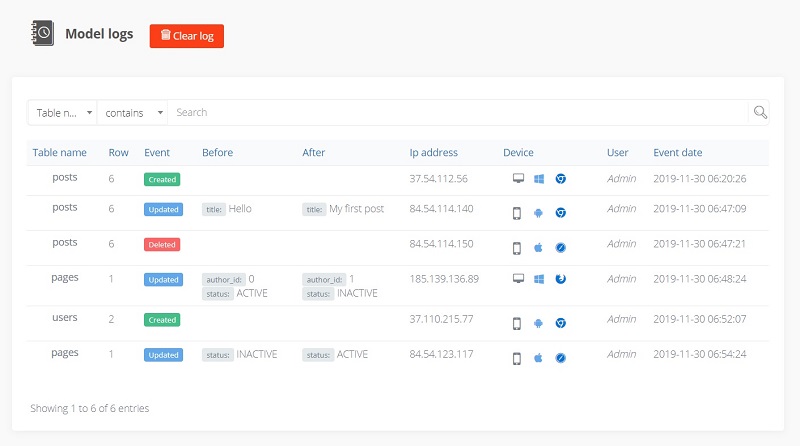 Model logs Clear log
Table n... contains Search
Table name Row Event Before After Ip address Device User Event date
posts 6 Created 37.54.112.56 Admin 2019-11-30 06:20:26
posts 6 Updated title: Hello title: My first post 84.54.114.140 Admin 2019-11-30 06:47:09
posts 6 Deleted 84.54.114.150 Admin 2019-11-30 06:47:21
pages 1 Updated author_id: 0 author_id: 1 185.139.136.89 Admin 2019-11-30 06:48:24
status: ACTIVE status: INACTIVE
users 2 Created 37.110.215.77 Admin 2019-11-30 06:52:07
pages 1 Updated status: INACTIVE status: ACTIVE 84.54.123.117 Admin 2019-11-30 06:54:24
Showing 1 to 6 of 6 entries